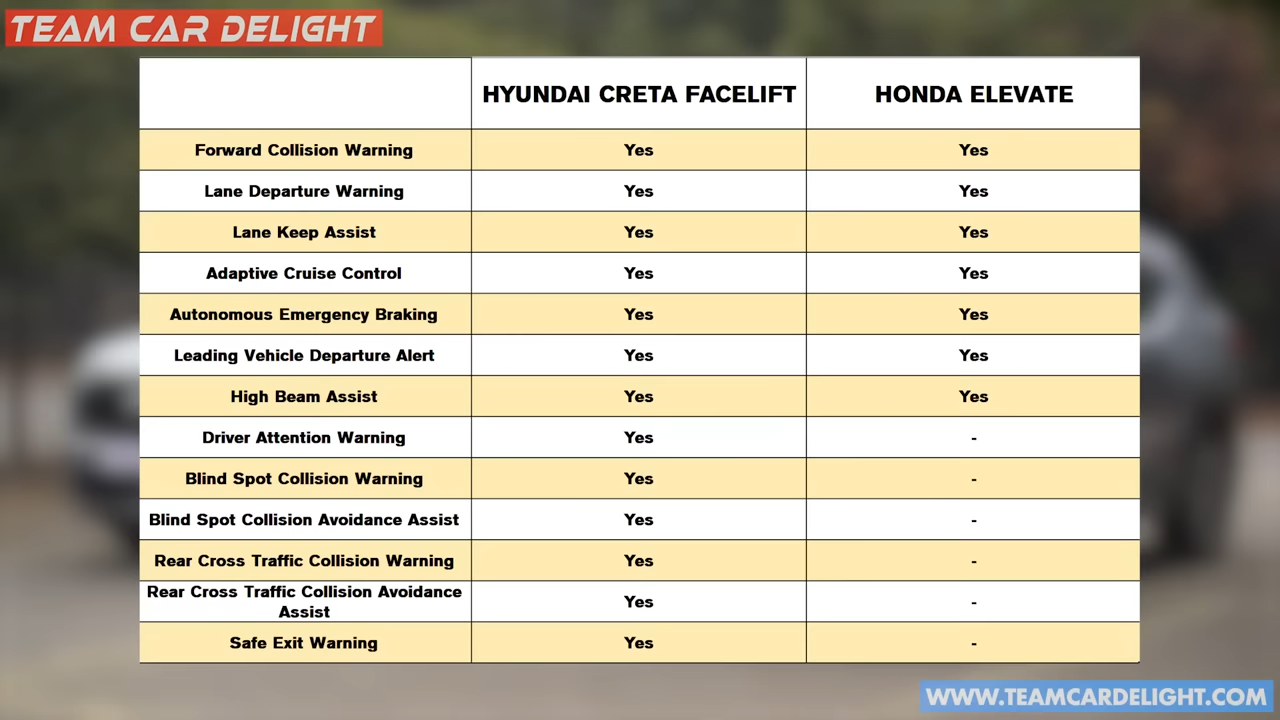 TEAM CAR DELIGHT
HYUNDAI CRETA FACELIFT HONDA ELEVATE
Forward Collision Warning Yes Yes
Lane Departure Warning Yes Yes
Lane Keep Assist Yes Yes
Adaptive Cruise Control Yes Yes
Autonomous Emergency Braking Yes Yes
Leading Vehicle Departure Alert Yes Yes
High Beam Assist Yes Yes
Driver Attention Warning Yes -
Blind Spot Collision Warning Yes -
Blind Spot Collision Avoidance Assist Yes -
Rear Cross Traffic Collision Warning Yes -
Rear Cross Traffic Collision Avoidance
Assist Yes -
Safe Exit Warning Yes -
WWW.TEAMCARDELIGHT.COM